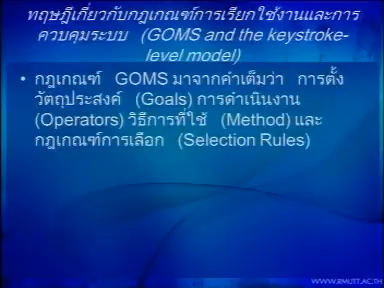 ทฤษฎีเกี่ยวกับกฎเกณฑ์การเรียกใช้งานและการ
ควบคุมระบบ (GOMS and the keystroke-
level model)
• กฎเกณฑ์ GOMS มาจากคำเต็มว่า การตั้ง
วัตถุประสงค์ (Goals) การดำเนินงาน
(Operators) วิธีการที่ใช้ (Method) และ
กฎเกณฑ์การเลือก (Selection Rules)
WWW.RMUTT.AC.TH